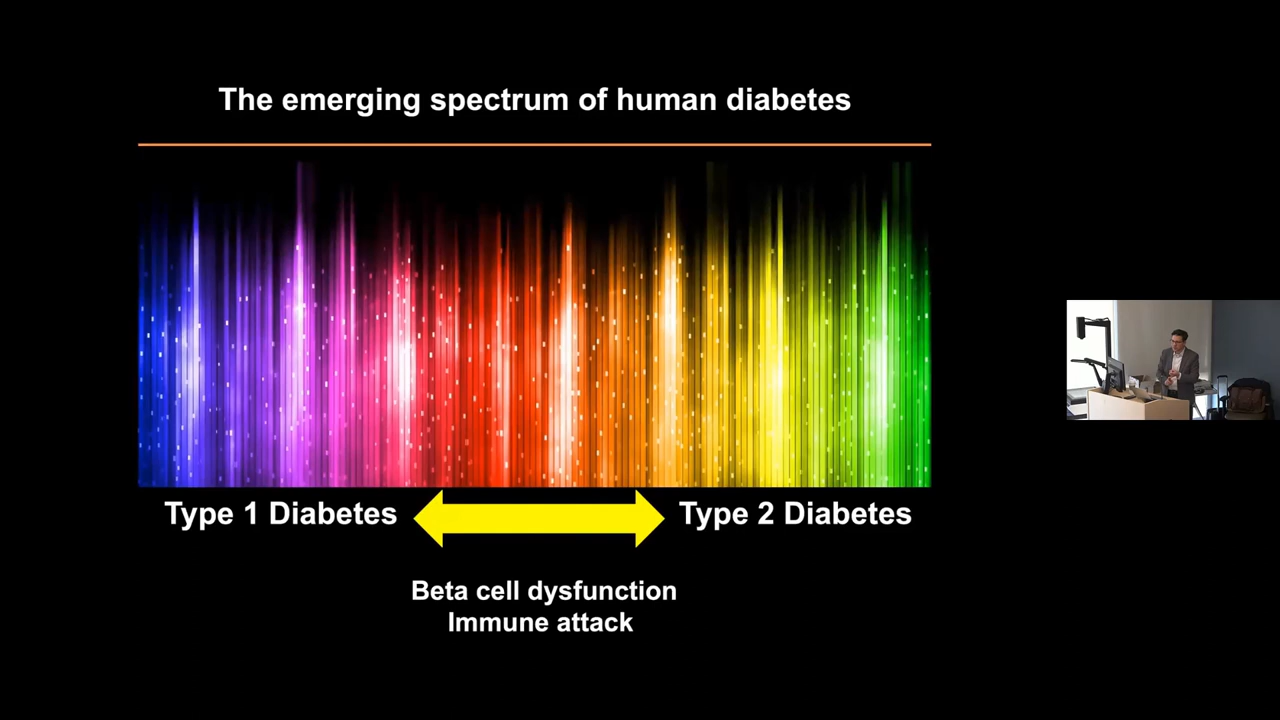 The emerging spectrum of human diabetes
Type 1 Diabetes
Type 2 Diabetes
Beta cell dysfunction
Immune attack